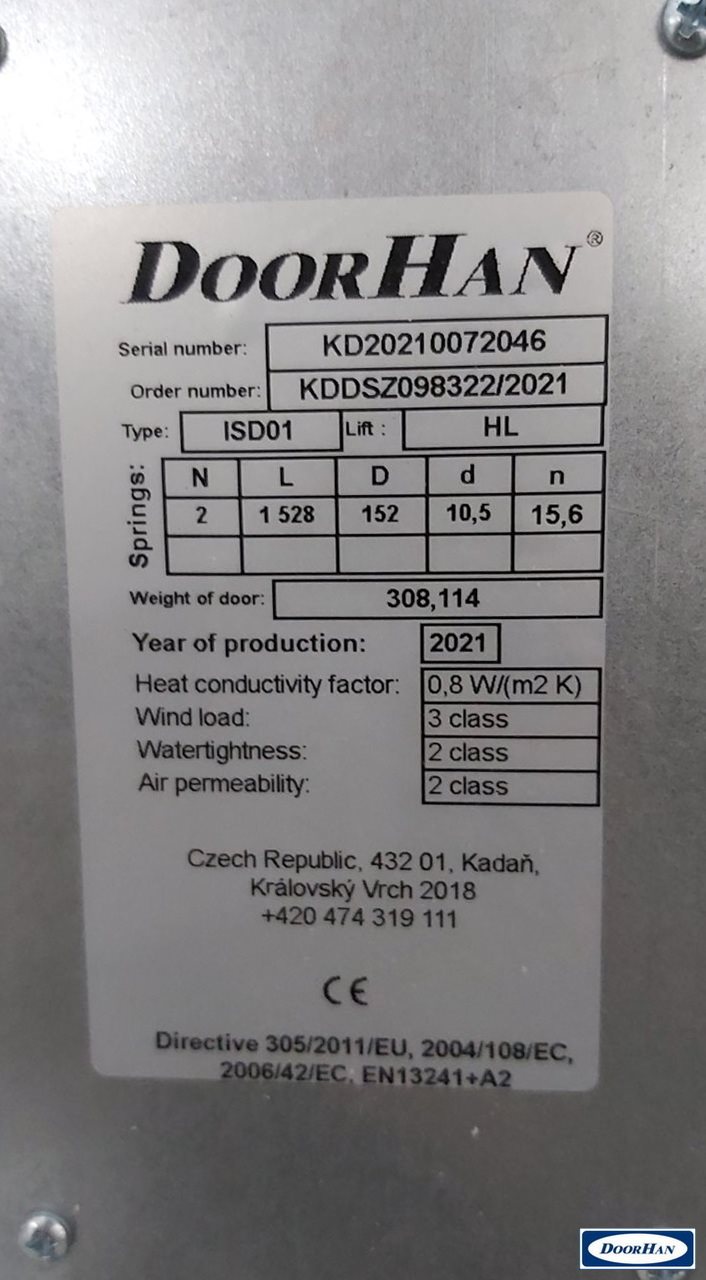 DOORHAN®
Serial number: KD20210072046
Order number: KDDSZ098322/2021
Type: ISD01 Lift : HL
Springs:
N L D d n
2 1 528 152 10,5 15,6
Weight of door: 308,114
Year of production: 2021
Heat conductivity factor: 0,8 W/(m2 K)
Wind load: 3 class
Watertightness: 2 class
Air permeability: 2 class
Czech Republic, 432 01, Kadaň,
Královský Vrch 2018
+420 474 319 111
CE
Directive 305/2011/EU, 2004/108/EC,
2006/42/EC, EN13241+A2
DOORHAN